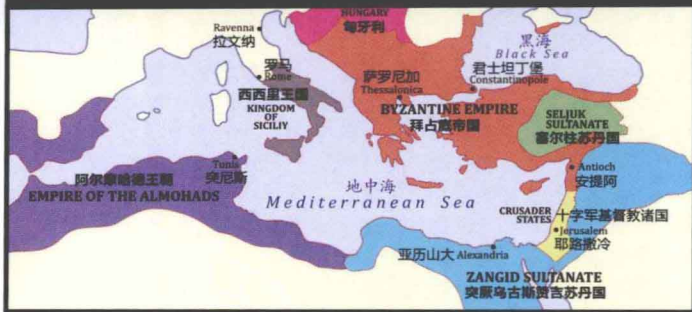 HUNGARY
匈牙利
Ravenna
拉文纳
黑海
Black Sea
罗马
Rome
君士坦丁堡
Constantinople
萨罗尼加
Thessalonica
西西里王国
KINGDOM
OF
SICILIY
BYZANTINE EMPIRE
拜占庭帝国
SELJUK
SULTANATE
塞尔柱苏丹国
Tunis
突尼斯
阿尔摩哈德王朝
EMPIRE OF THE ALMOHADS
Antioch
安提阿
地中海
Mediterranean Sea
CRUSADER
STATES
十字军基督教诸国
Jerusalem
耶路撒冷
亚历山大 Alexandria
ZANGID SULTANATE
突厥乌古斯赞吉苏丹国